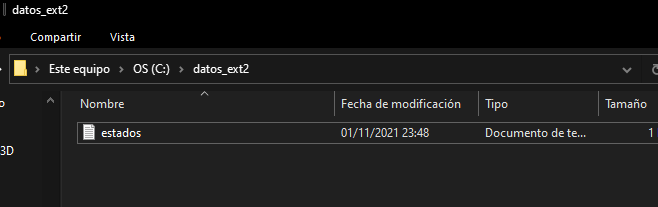 datos_ext2
Compartir Vista
Este equipo OS (C:) datos_ext2
Nombre Fecha de modificación Tipo Tamaño
estados 01/11/2021 23:48 Documento de te... 1
3D